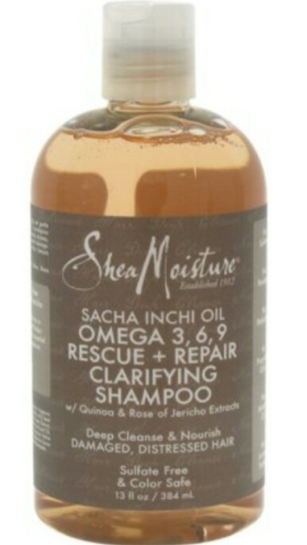 SheaMoisture
Established 1912
SACHA INCHI OIL
OMEGA 3, 6, 9
RESCUE + REPAIR
CLARIFYING
SHAMPOO
w/ Quinoa & Rose of Jericho Extracts
Deep Cleanse & Nourish
DAMAGED, DISTRESSED HAIR
Sulfate Free
& Color Safe
13 fl oz / 384 mL